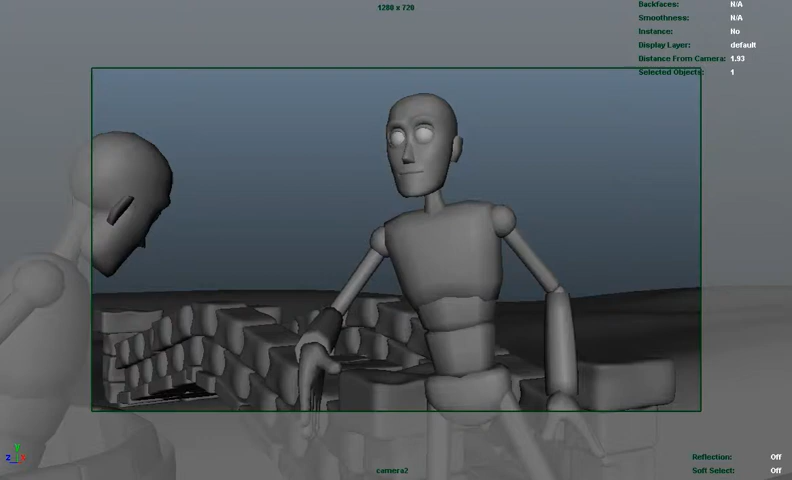 1280 x 720
Backfaces: N/A
Smoothness: N/A
Instance: No
Display Layer: default
Distance From Camera: 1.93
Selected Objects: 1
Reflection: Off
camera2
Soft Select: Off